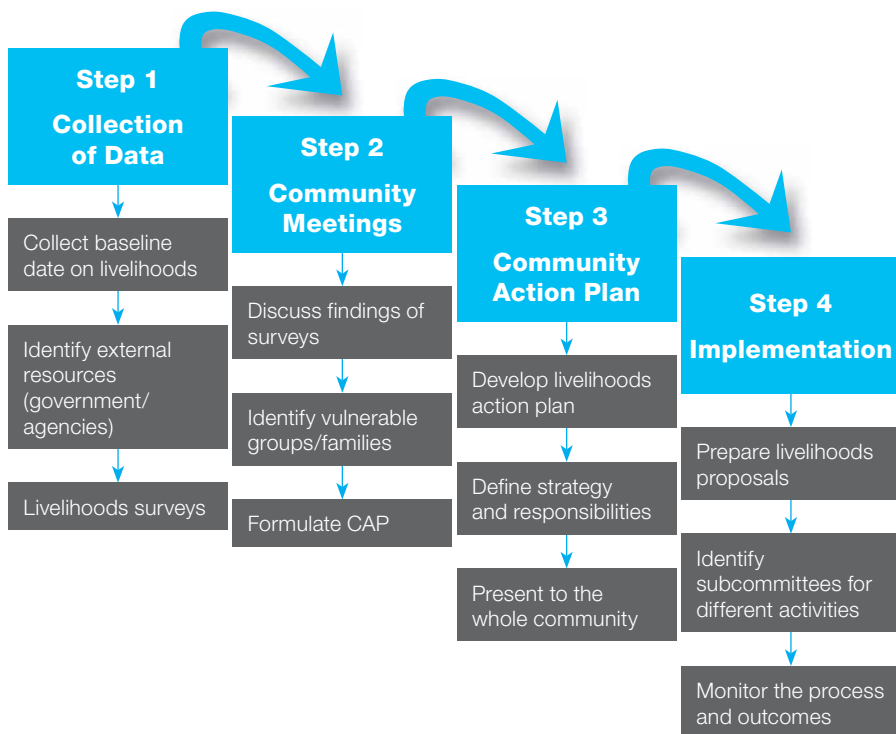 Step 1
Collection
of Data
Collect baseline
date on livelihoods
Identify external
resources
(government/
agencies)
Livelihoods surveys
Step 2
Community
Meetings
Discuss findings of
surveys
Identify vulnerable
groups/families
Formulate CAP
Step 3
Community
Action Plan
Develop livelihoods
action plan
Define strategy
and responsibilities
Present to the
whole community
Step 4
Implementation
Prepare livelihoods
proposals
Identify
subcommittees for
different activities
Monitor the process
and outcomes